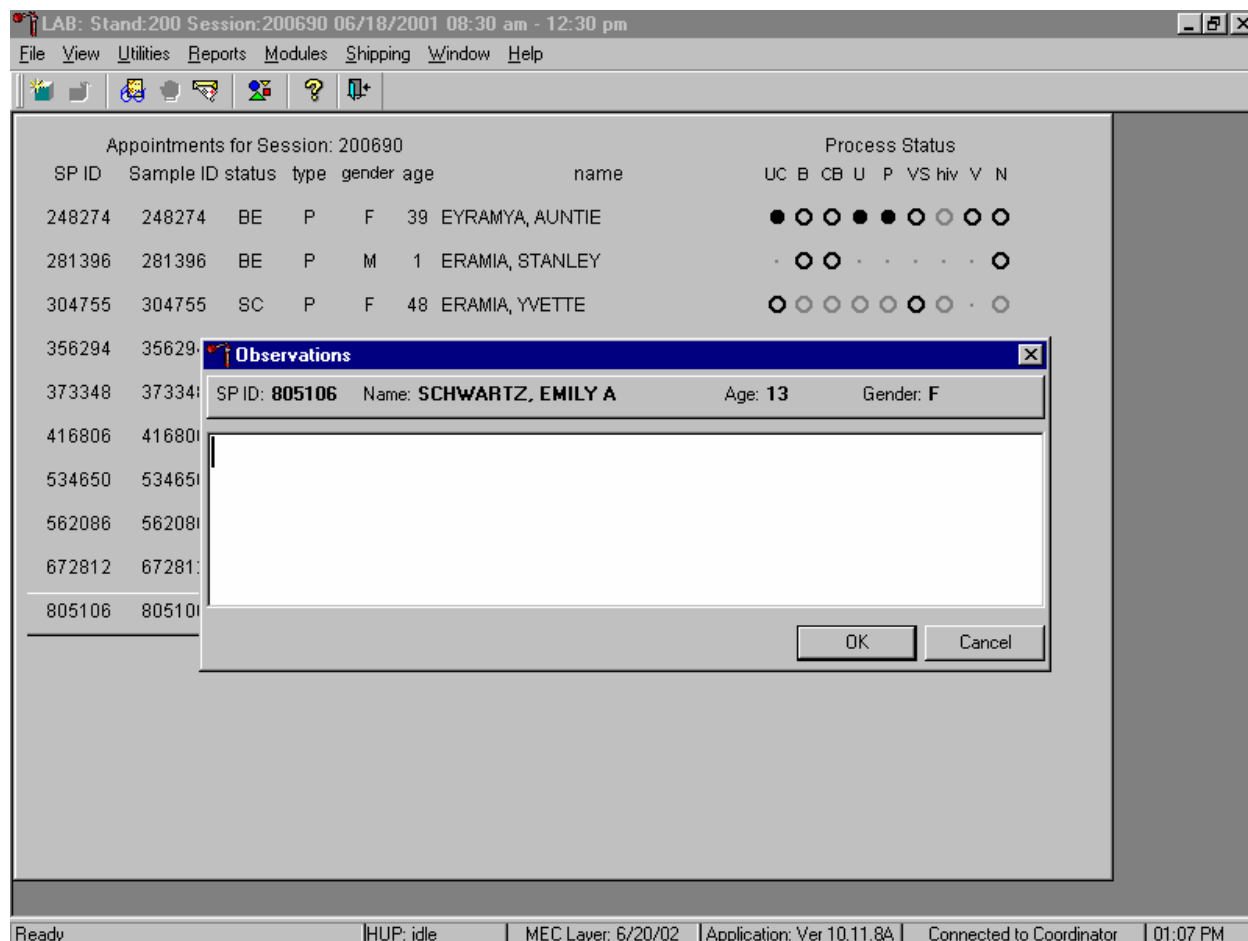 LAB: Stand:200 Session:200690 06/18/2001 08:30 am - 12:30 pm
File View Utilities Reports Modules Shipping Window Help
Appointments for Session: 200690 Process Status
SP ID Sample ID status type gender age name UC B CB U P VS hiv V N
248274 248274 BE P F 39 EYRAMYA, AUNTIE
281396 281396 BE P M 1 ERAMIA, STANLEY
304755 304755 SC P F 48 ERAMIA, YVETTE
356294
Observations
373348
SP ID: 805106 Name: SCHWARTZ, EMILY A Age: 13 Gender: F
416806
534650
562086
672812
805106
OK Cancel
Ready HUP: idle MEC Layer: 6/20/02 Application: Ver 10.11.8A Connected to Coordinator 01:07 PM